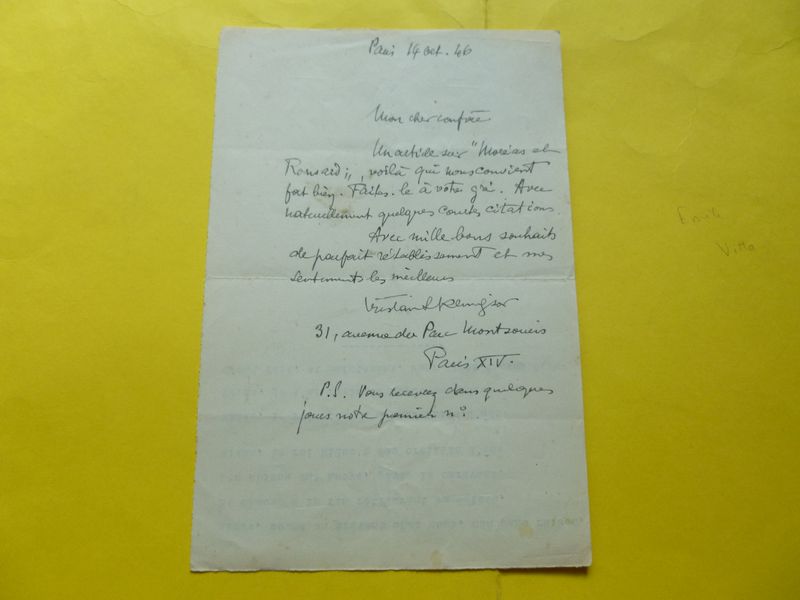 Paris 14 oct. 46
Mon cher confrère
Un article sur "Moréas et
Ronsard", voilà qui nous convient
fort bien. Faites-le à votre gré. Avec
naturellement quelques courtes citations
Avec mille bons souhaits
de parfait rétablissement et mes
sentiments les meilleurs
Tristan Klingsor
31, avenue du Parc Montsouris
Paris XIV.
P.S. Vous recevrez dans quelques
jours notre premier n°